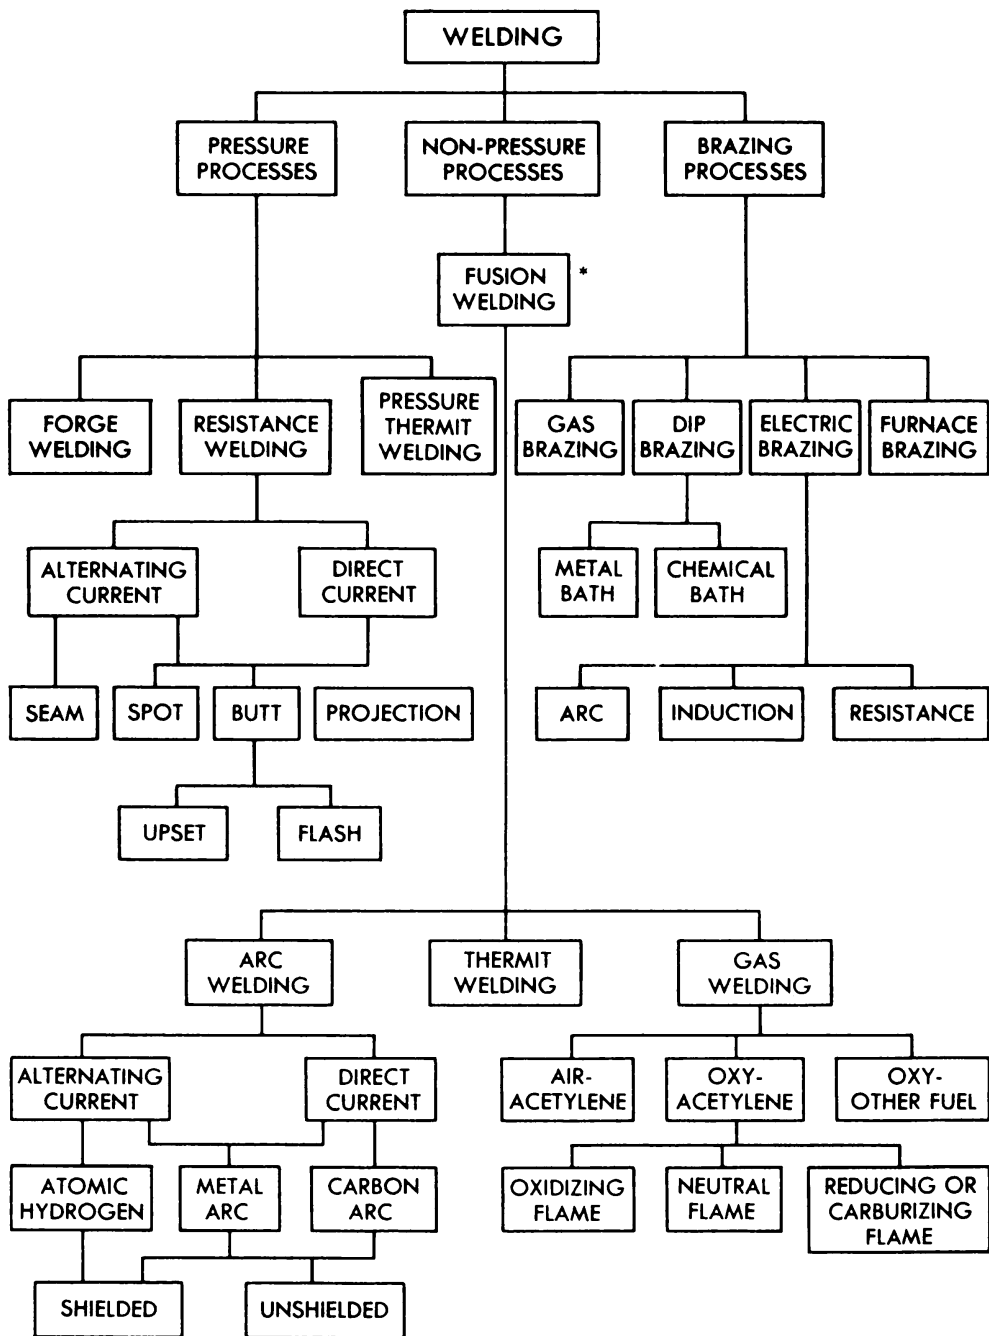 WELDING
PRESSURE
PROCESSES
NON-PRESSURE
PROCESSES
BRAZING
PROCESSES
FUSION
WELDING
*
FORGE
WELDING
RESISTANCE
WELDING
PRESSURE
THERMIT
WELDING
GAS
BRAZING
DIP
BRAZING
ELECTRIC
BRAZING
FURNACE
BRAZING
ALTERNATING
CURRENT
DIRECT
CURRENT
METAL
BATH
CHEMICAL
BATH
SEAM
SPOT
BUTT
PROJECTION
ARC
INDUCTION
RESISTANCE
UPSET
FLASH
ARC
WELDING
THERMIT
WELDING
GAS
WELDING
ALTERNATING
CURRENT
DIRECT
CURRENT
AIR-
ACETYLENE
OXY-
ACETYLENE
OXY-
OTHER FUEL
ATOMIC
HYDROGEN
METAL
ARC
CARBON
ARC
OXIDIZING
FLAME
NEUTRAL
FLAME
REDUCING OR
CARBURIZING
FLAME
SHIELDED
UNSHIELDED